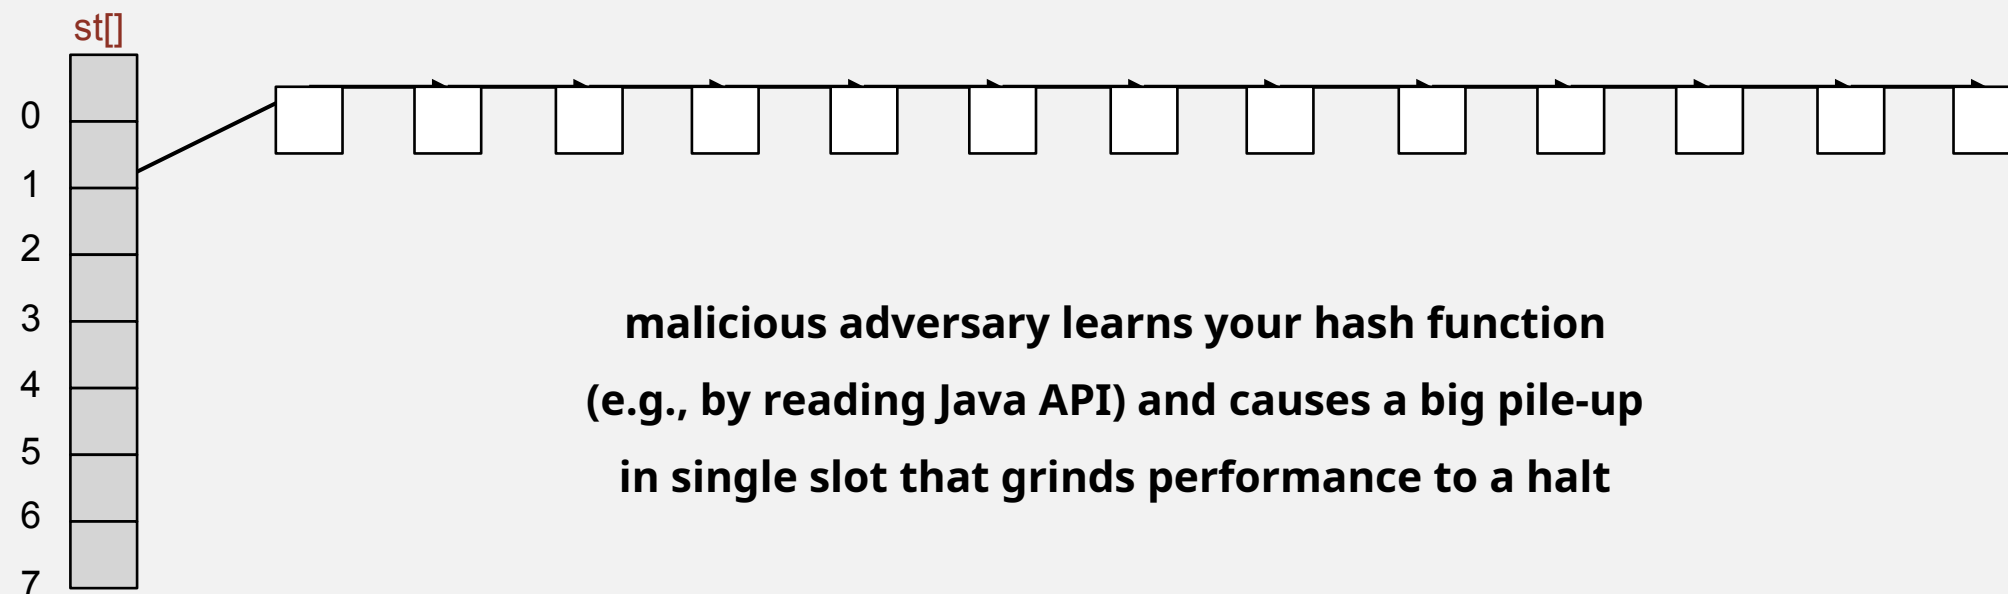 st[]
0
1
2
3
4
5
6
7
malicious adversary learns your hash function
(e.g., by reading Java API) and causes a big pile-up
in single slot that grinds performance to a halt